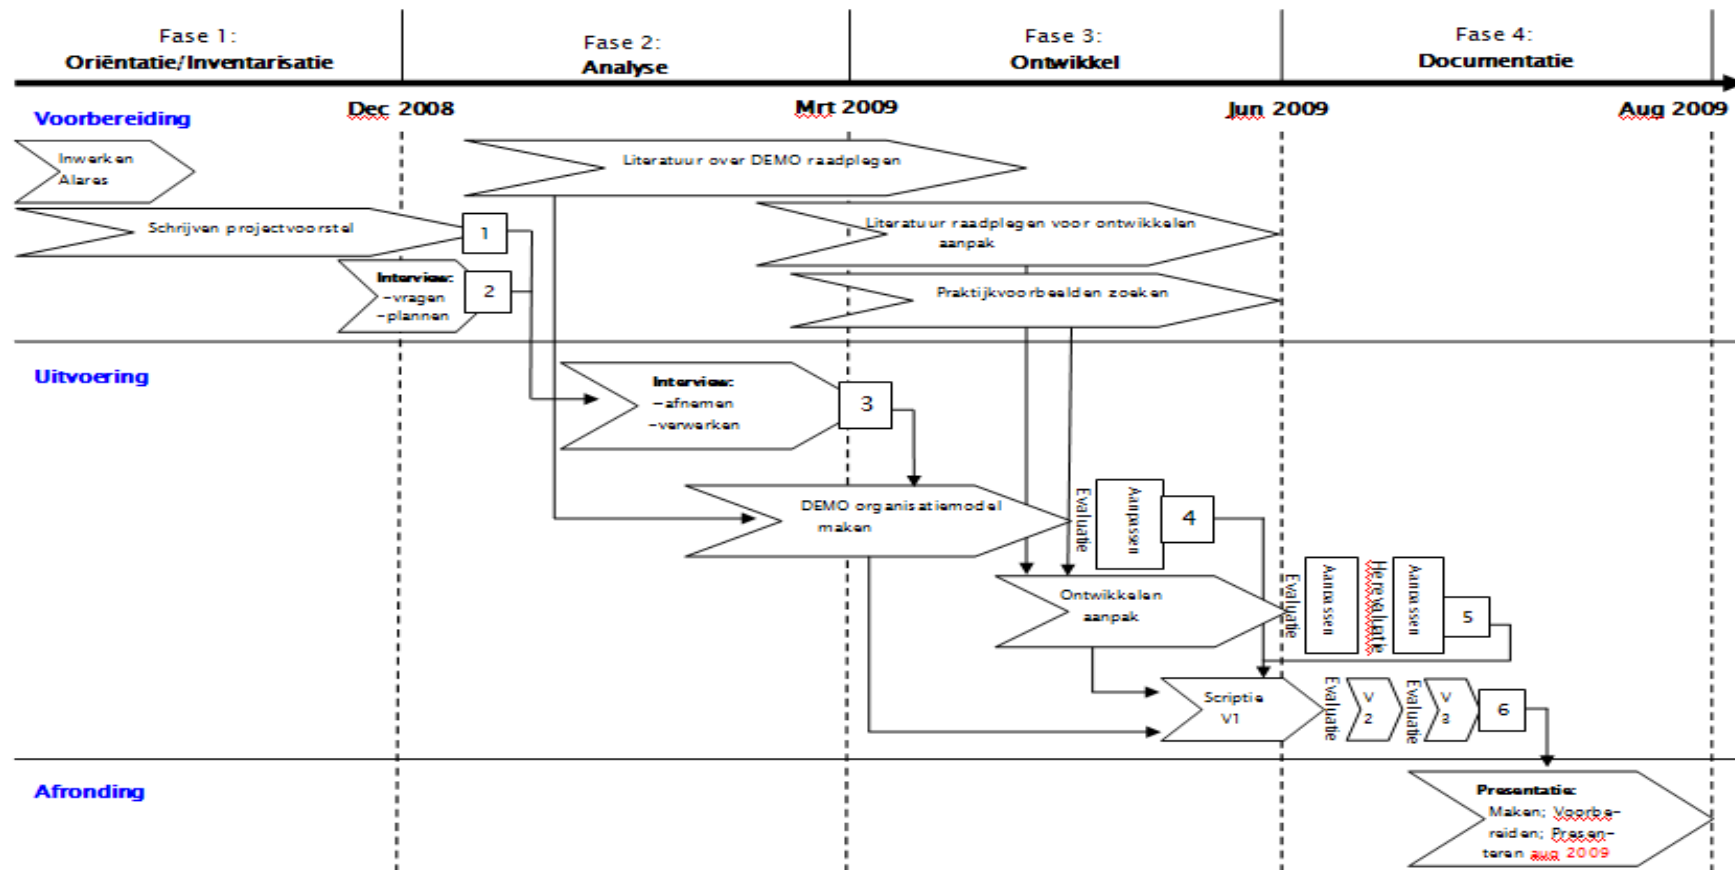 Fase 1:
Oriëntatie/Inventarisatie
Fase 2:
Analyse
Fase 3:
Ontwikkel
Fase 4:
Documentatie
Dec 2008
Mrt 2009
Jun 2009
Aug 2009
Voorbereiding
Inwerken
Alares
Literatuur over DEMO raadplegen
Schrijven projectvoorstel
1
Literatuur raadplegen voor ontwikkelen
aanpak
Interview:
-vragen
-plannen
2
Praktijkvoorbeelden zoeken
Uitvoering
Interview:
-afnemen
-verwerken
3
DEMO organisatiemodel
maken
Evaluatie
Aanpassen
4
Ontwikkelen
aanpak
Evaluatie
Aanpassen
Herevaluatie
Aanpassen
5
Scriptie
V1
Evaluatie
V
2
Evaluatie
V
3
6
Afronding
Presentatie:
Maken; Voorbe-
reiden; Presen-
teren aug 2009